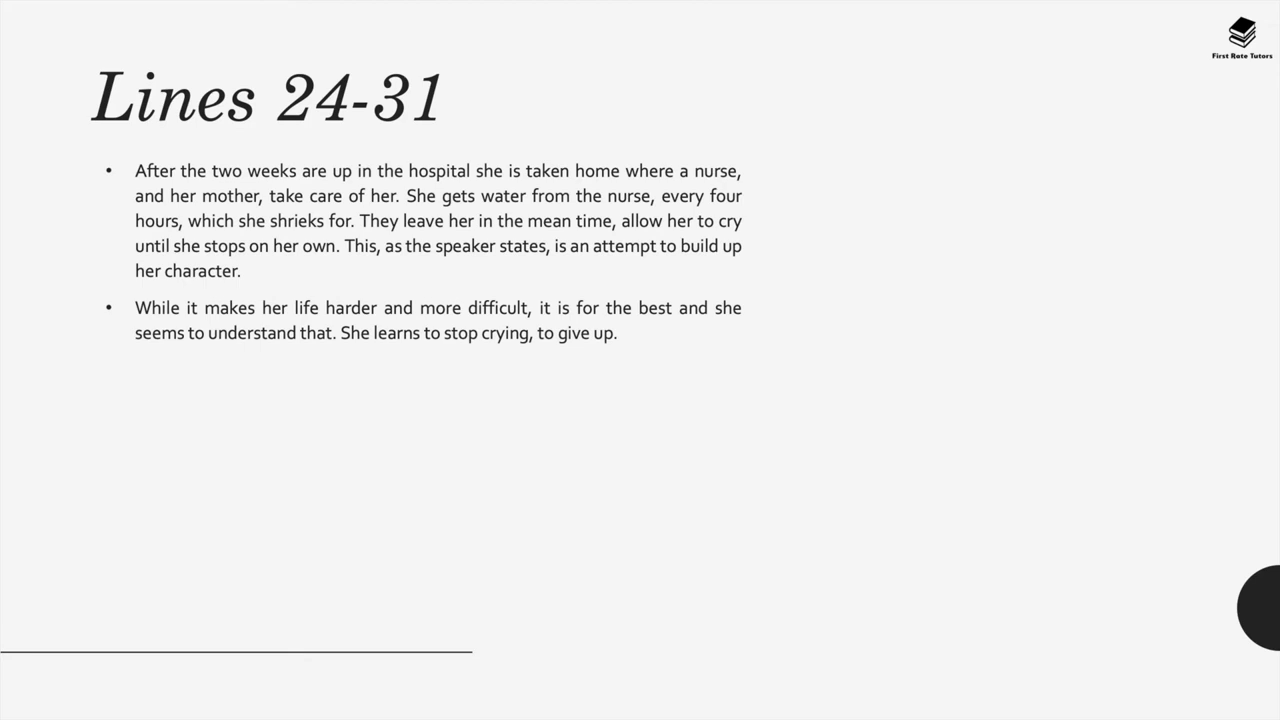 First Rate Tutors
Lines 24-31
• After the two weeks are up in the hospital she is taken home where a nurse,
and her mother, take care of her. She gets water from the nurse, every four
hours, which she shrieks for. They leave her in the mean time, allow her to cry
until she stops on her own. This, as the speaker states, is an attempt to build up
her character.
• While it makes her life harder and more difficult, it is for the best and she
seems to understand that. She learns to stop crying, to give up.